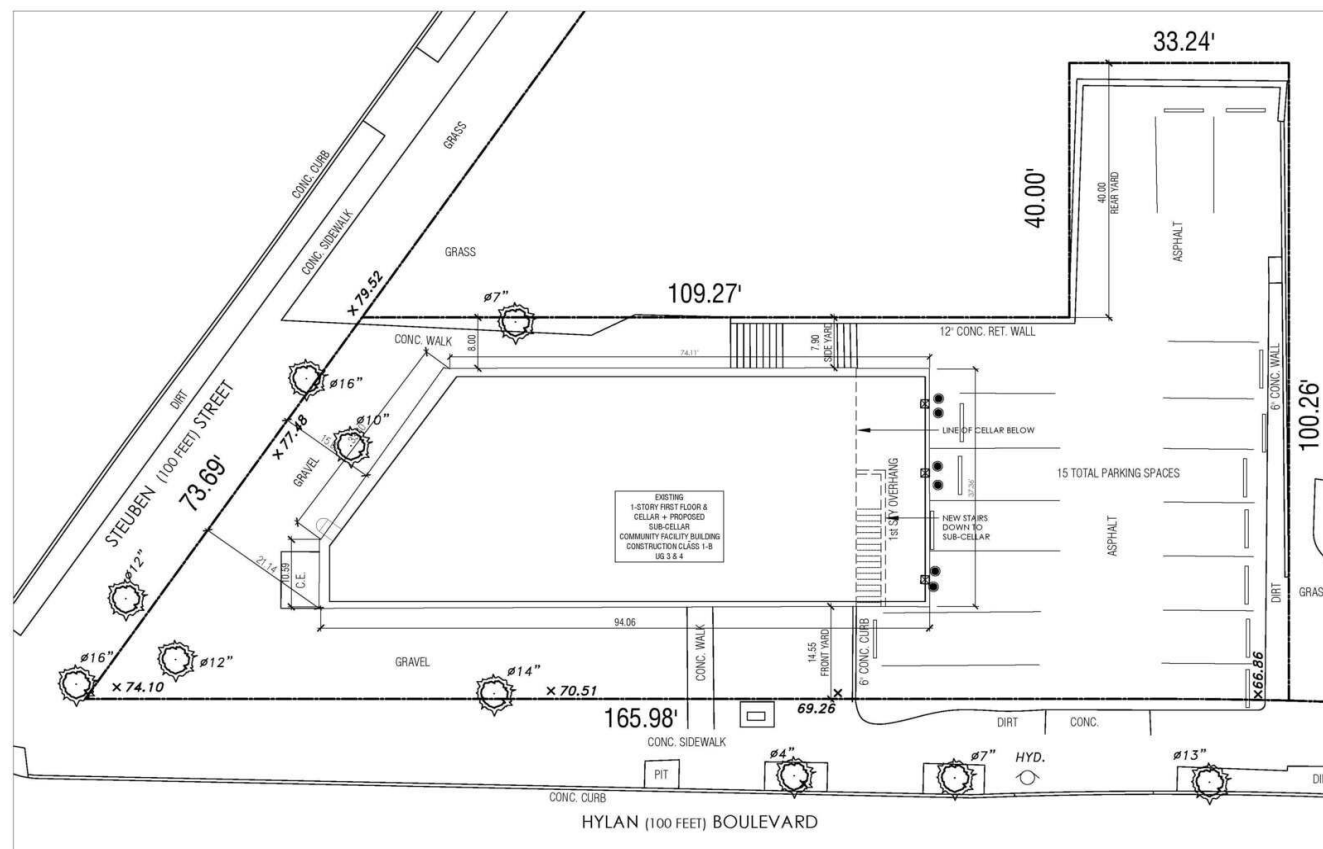 33.24'
CONC. CURB
GRASS
CONC. SIDEWALK
40.00'
40.00
REAR YARD
ASPHALT
GRASS
× 79.52
ø7"
109.27'
CONC. WALK
8.00
7.90
SIDE YARD
12' CONC. RET. WALL
74.11'
DIRT
ø16"
STEUBEN (100 FEET) STREET
× 77.48
ø10"
6' CONC. WALL
100.26'
LINE OF CELLAR BELOW
GRAVEL
73.69'
1st STY OVERHANG
37.36'
15 TOTAL PARKING SPACES
EXISTING
1-STORY FIRST FLOOR &
CELLAR + PROPOSED
SUB-CELLAR
COMMUNITY FACILITY BUILDING
CONSTRUCTION CLASS 1-B
UG 3 & 4
NEW STAIRS
DOWN TO
SUB-CELLAR
ASPHALT
21.14
10.59
C.E.
ø12"
DIRT
94.06
ø16"
ø12"
GRAVEL
CONC. WALK
14.55
FRONT YARD
6' CONC. CURB
× 74.10
ø14"
× 70.51
×
69.26
× 66.86
165.98'
DIRT
CONC.
CONC. SIDEWALK
PIT
ø4"
ø7"
HYD.
ø13"
CONC. CURB
HYLAN (100 FEET) BOULEVARD